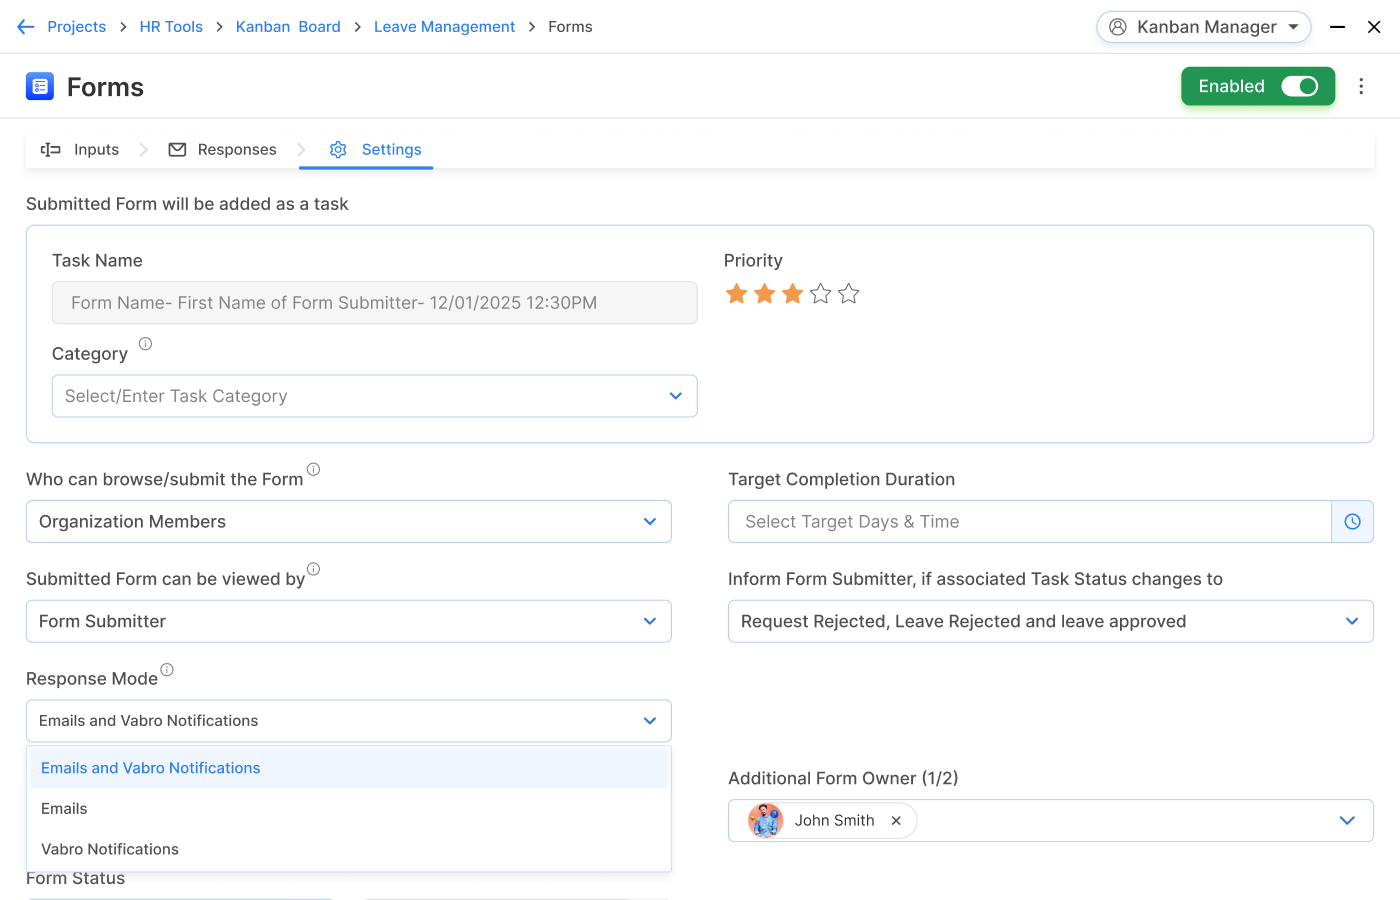 Projects > HR Tools > Kanban Board > Leave Management > Forms
Kanban Manager
Forms
Enabled
Inputs
Responses
Settings
Submitted Form will be added as a task
Task Name
Form Name- First Name of Form Submitter- 12/01/2025 12:30PM
Priority
Category
Select/Enter Task Category
Who can browse/submit the Form
Organization Members
Target Completion Duration
Select Target Days & Time
Submitted Form can be viewed by
Form Submitter
Inform Form Submitter, if associated Task Status changes to
Request Rejected, Leave Rejected and leave approved
Response Mode
Emails and Vabro Notifications
Emails and Vabro Notifications
Emails
Vabro Notifications
Additional Form Owner (1/2)
John Smith
Form Status